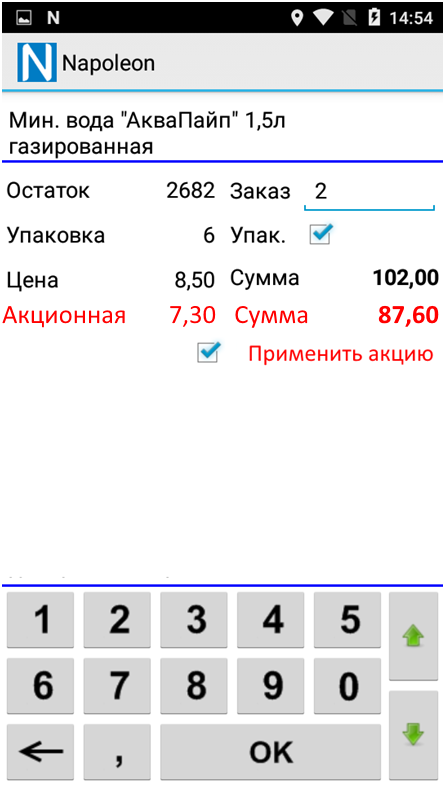 N 14:54
N Napoleon
Мин. вода "АкваПайп" 1,5л
газированная
Остаток 2682 Заказ 2
Упаковка 6 Упак.
Цена 8,50 Сумма 102,00
Акционная 7,30 Сумма 87,60
Применить акцию
1 2 3 4 5
6 7 8 9 0
, OK